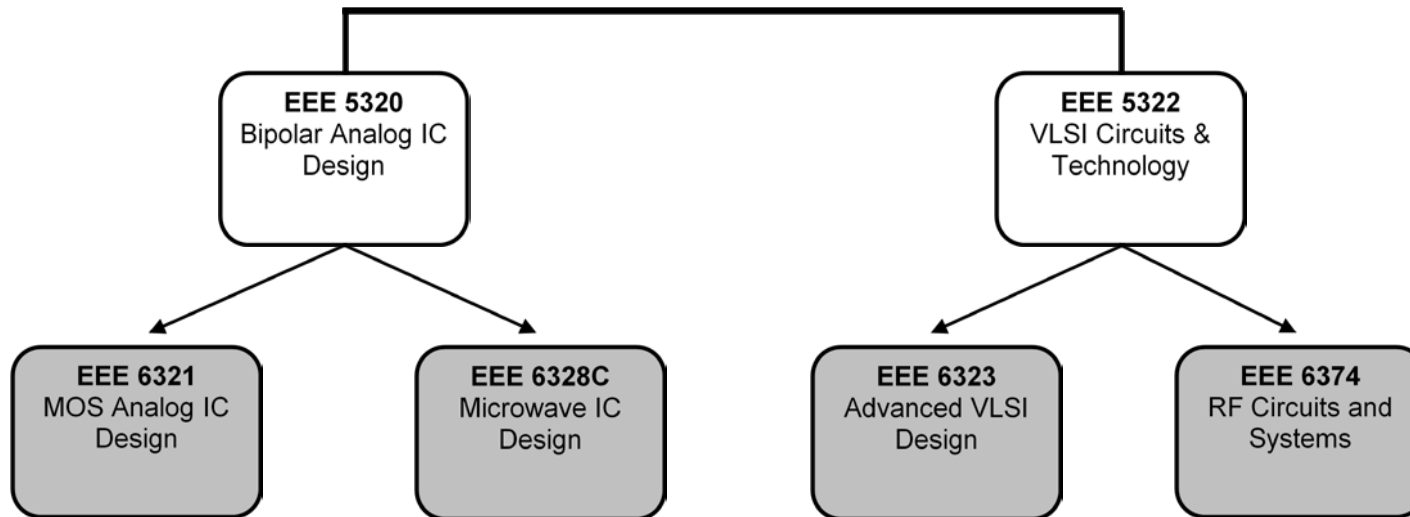 EEE 5320
Bipolar Analog IC
Design
EEE 5322
VLSI Circuits &
Technology
EEE 6321
MOS Analog IC
Design
EEE 6328C
Microwave IC
Design
EEE 6323
Advanced VLSI
Design
EEE 6374
RF Circuits and
Systems